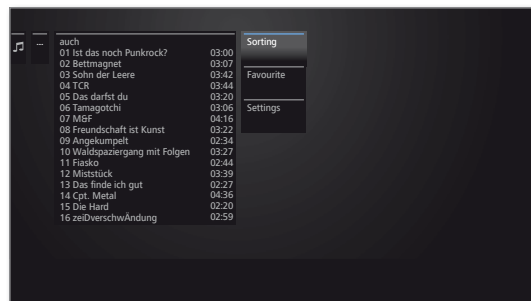 ...
auch
01 Ist das noch Punkrock? 03:00
02 Bettmagnet 03:07
03 Sohn der Leere 03:42
04 TCR 03:44
05 Das darfst du 03:20
06 Tamagotchi 03:06
07 M&F 04:16
08 Freundschaft ist Kunst 03:22
09 Angekumpelt 02:34
10 Waldspaziergang mit Folgen 03:27
11 Fiasko 02:44
12 Miststück 03:39
13 Das finde ich gut 02:27
14 Cpt. Metal 04:36
15 Die Hard 02:20
16 zeiDverschwÄndung 02:59
Sorting
Favourite
Settings